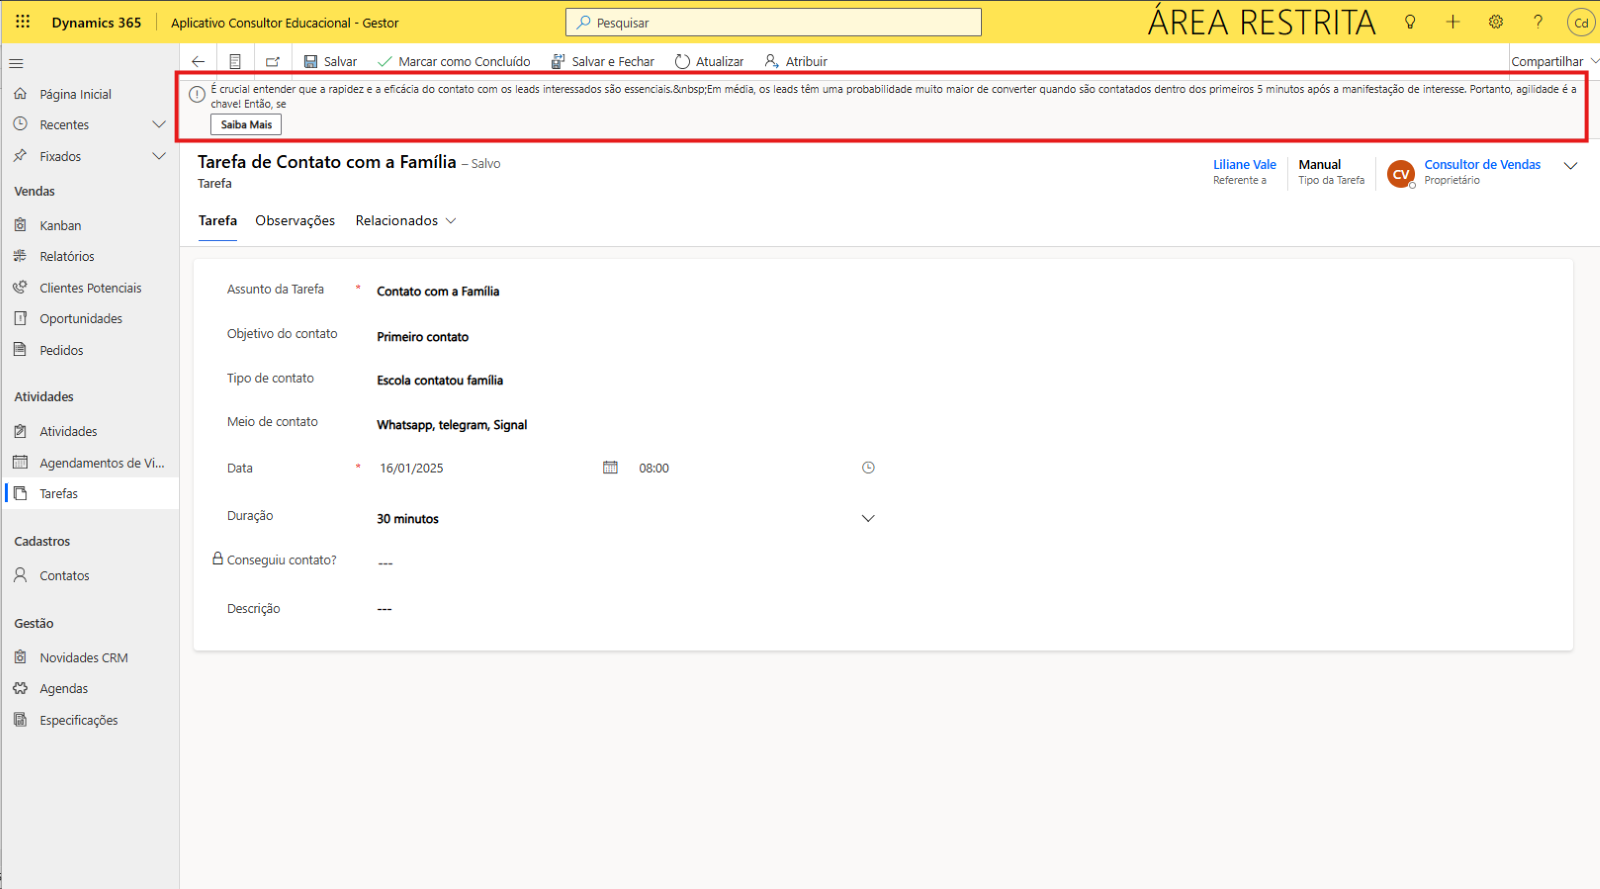 Dynamics 365
Aplicativo Consultor Educacional - Gestor
Pesquisar
ÁREA RESTRITA
?
Cd
Salvar
Marcar como Concluído
Salvar e Fechar
Atualizar
Atribuir
Compartilhar
Página Inicial
Recentes
Fixados
Vendas
Kanban
Relatórios
Clientes Potenciais
Oportunidades
Pedidos
Atividades
Atividades
Agendamentos de Vi...
Tarefas
Cadastros
Contatos
Gestão
Novidades CRM
Agendas
Especificações
É crucial entender que a rapidez e a eficácia do contato com os leads interessados são essenciais.&nbsp;Em média, os leads têm uma probabilidade muito maior de converter quando são contatados dentro dos primeiros 5 minutos após a manifestação de interesse. Portanto, agilidade é a
chave! Então, se
Saiba Mais
Tarefa de Contato com a Família – Salvo
Tarefa
Liliane Vale
Referente a
Manual
Tipo da Tarefa
CV
Consultor de Vendas
Proprietário
Tarefa
Observações
Relacionados
Assunto da Tarefa * Contato com a Família
Objetivo do contato Primeiro contato
Tipo de contato Escola contatou família
Meio de contato Whatsapp, telegram, Signal
Data * 16/01/2025 08:00
Duração 30 minutos
Conseguiu contato? ---
Descrição ---